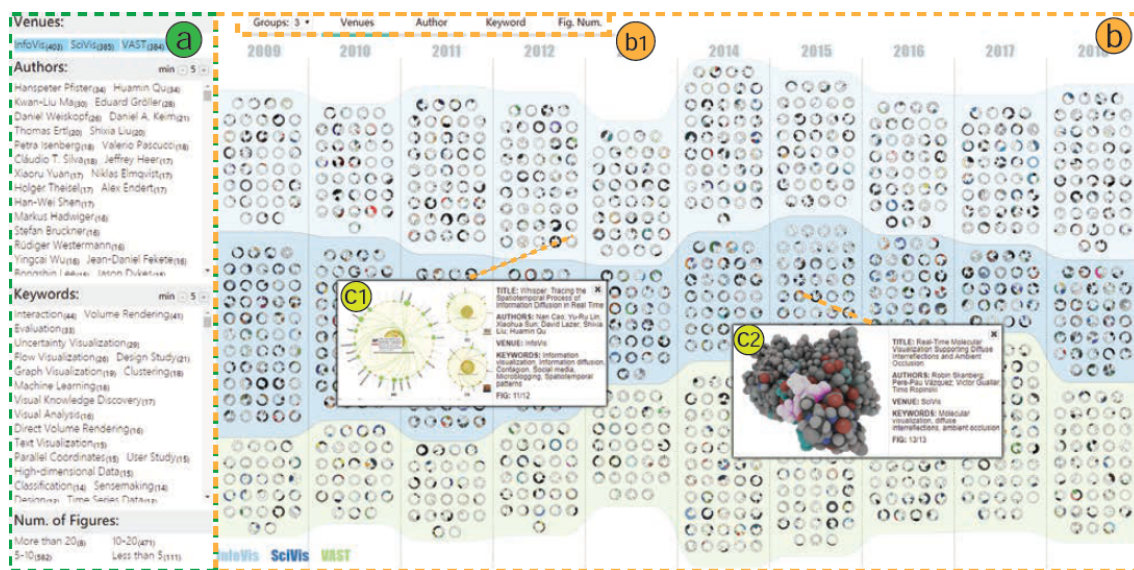 Venues:
InfoVis(403) SciVis(385) VAST(384)
Authors: min - 5 +
Hanspeter Pfister(34) Huamin Qu(34)
Kwan-Liu Ma(30) Eduard Gröller(28)
Daniel Weiskopf(26) Daniel A. Keim(21)
Thomas Ertl(20) Shixia Liu(20)
Petra Isenberg(18) Valerio Pascucci(18)
Cláudio T. Silva(18) Jeffrey Heer(17)
Xiaoru Yuan(17) Niklas Elmqvist(17)
Holger Theisel(17) Alex Endert(17)
Han-Wei Shen(17)
Markus Hadwiger(16)
Stefan Bruckner(16)
Rüdiger Westermann(16)
Yingcai Wu(16) Jean-Daniel Fekete(16)
Bongshin Lee Jason Dykes
Keywords: min - 5 +
Interaction(44) Volume Rendering(41)
Evaluation(33)
Uncertainty Visualization(29)
Flow Visualization(26) Design Study(21)
Graph Visualization(19) Clustering(18)
Machine Learning(18)
Visual Knowledge Discovery(17)
Visual Analysis(16)
Direct Volume Rendering(16)
Text Visualization(15)
Parallel Coordinates(15) User Study(15)
High-dimensional Data(15)
Classification(14) Sensemaking(14)
Design Time Series Data
Num. of Figures:
More than 20(8) 10-20(471)
5-10(582) Less than 5(111)
a
Groups: 3 Venues Author Keyword Fig. Num.
b1
b
2009 2010 2011 2012 2014 2015 2016 2017
C1
TITLE: Whisper: Tracing the
Spatiotemporal Process of
Information Diffusion in Real Time
AUTHORS: Nan Cao; Yu-Ru Lin;
Xiaohua Sun; David Lazer; Shixia
Liu; Huamin Qu
VENUE: InfoVis
KEYWORDS: Information
visualization, Information diffusion,
Contagion, Social media,
Microblogging, Spatiotemporal
patterns
FIG: 11/12
C2
TITLE: Real-Time Molecular
Visualization Supporting Diffuse
Interreflections and Ambient
Occlusion
AUTHORS: Robin Skanberg;
Pere-Pau Vázquez; Victor Guallar;
Timo Ropinski
VENUE: SciVis
KEYWORDS: Molecular
visualization, diffuse
interreflections, ambient occlusion
FIG: 13/13
InfoVis SciVis VAST